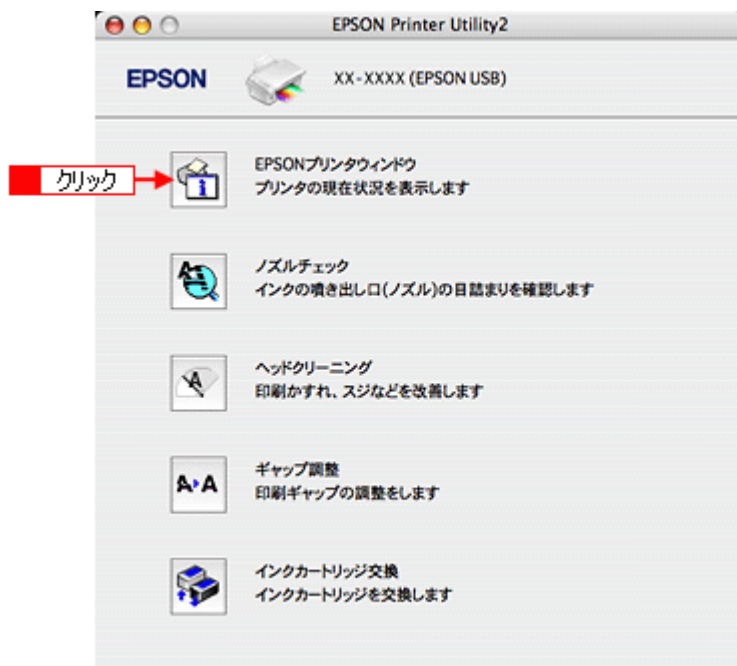 EPSON Printer Utility2
EPSON
XX-XXXX (EPSON USB)
クリック
EPSONプリンタウィンドウ
プリンタの現在状況を表示します
ノズルチェック
インクの噴き出し口(ノズル)の目詰まりを確認します
ヘッドクリーニング
印刷かすれ、スジなどを改善します
A▸A
ギャップ調整
印刷ギャップの調整をします
インクカートリッジ交換
インクカートリッジを交換します